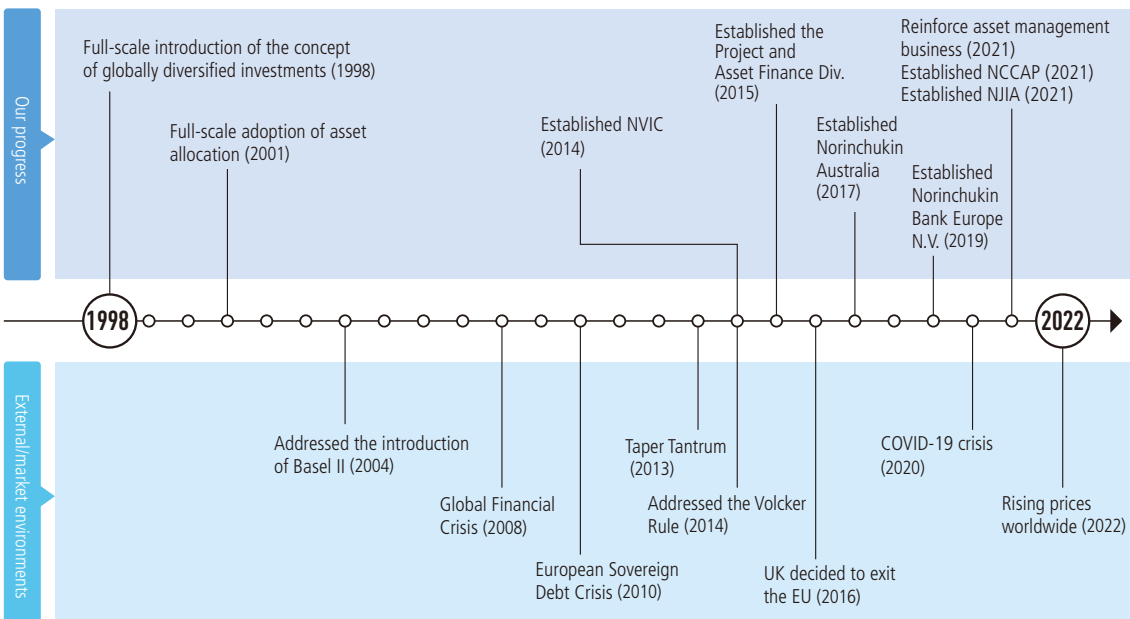 Our progress
Full-scale introduction of the concept
of globally diversified investments (1998)
Full-scale adoption of asset
allocation (2001)
Established NVIC
(2014)
Established the
Project and
Asset Finance Div.
(2015)
Established
Norinchukin
Australia
(2017)
Established
Norinchukin
Bank Europe
N.V. (2019)
Reinforce asset management
business (2021)
Established NCCAP (2021)
Established NJIA (2021)
1998
2022
External/market environments
Addressed the introduction
of Basel II (2004)
Global Financial
Crisis (2008)
European Sovereign
Debt Crisis (2010)
Taper Tantrum
(2013)
Addressed the Volcker
Rule (2014)
UK decided to exit
the EU (2016)
COVID-19 crisis
(2020)
Rising prices
worldwide (2022)